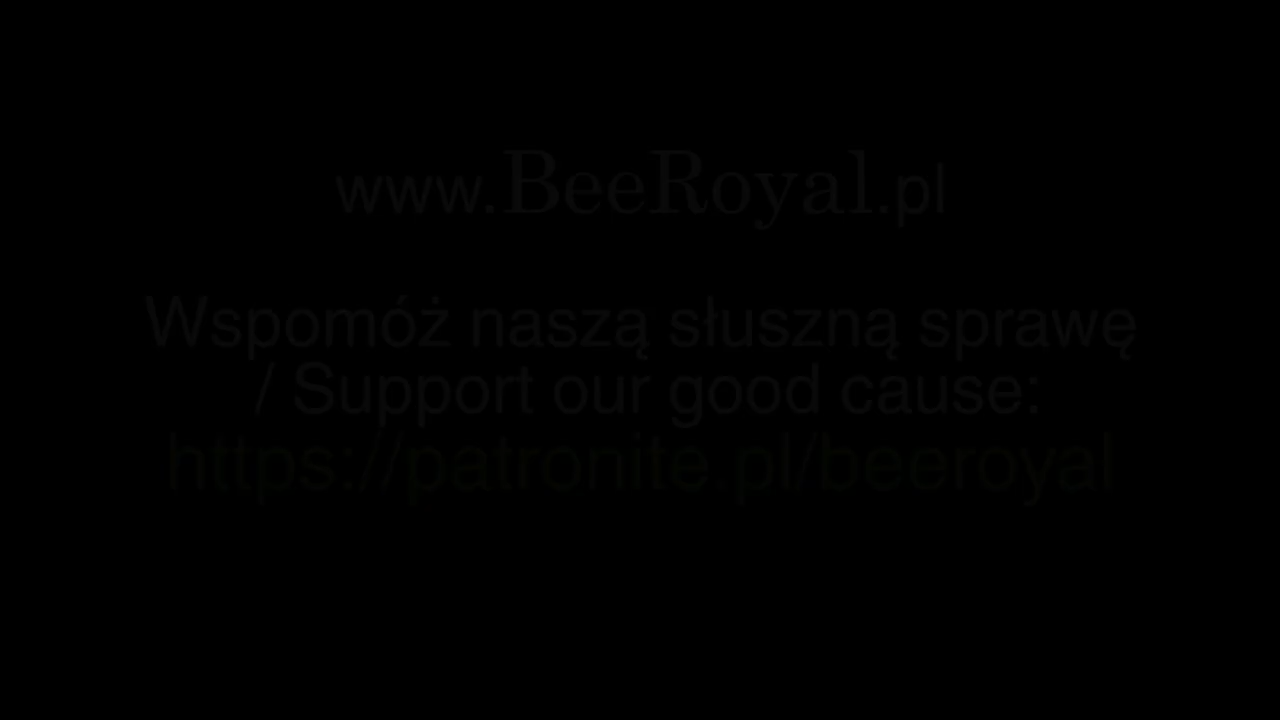 www.BeeRoyal.pl
Wspomóż naszą słuszną sprawę
/ Support our good cause:
https://patronite.pl/beeroyal